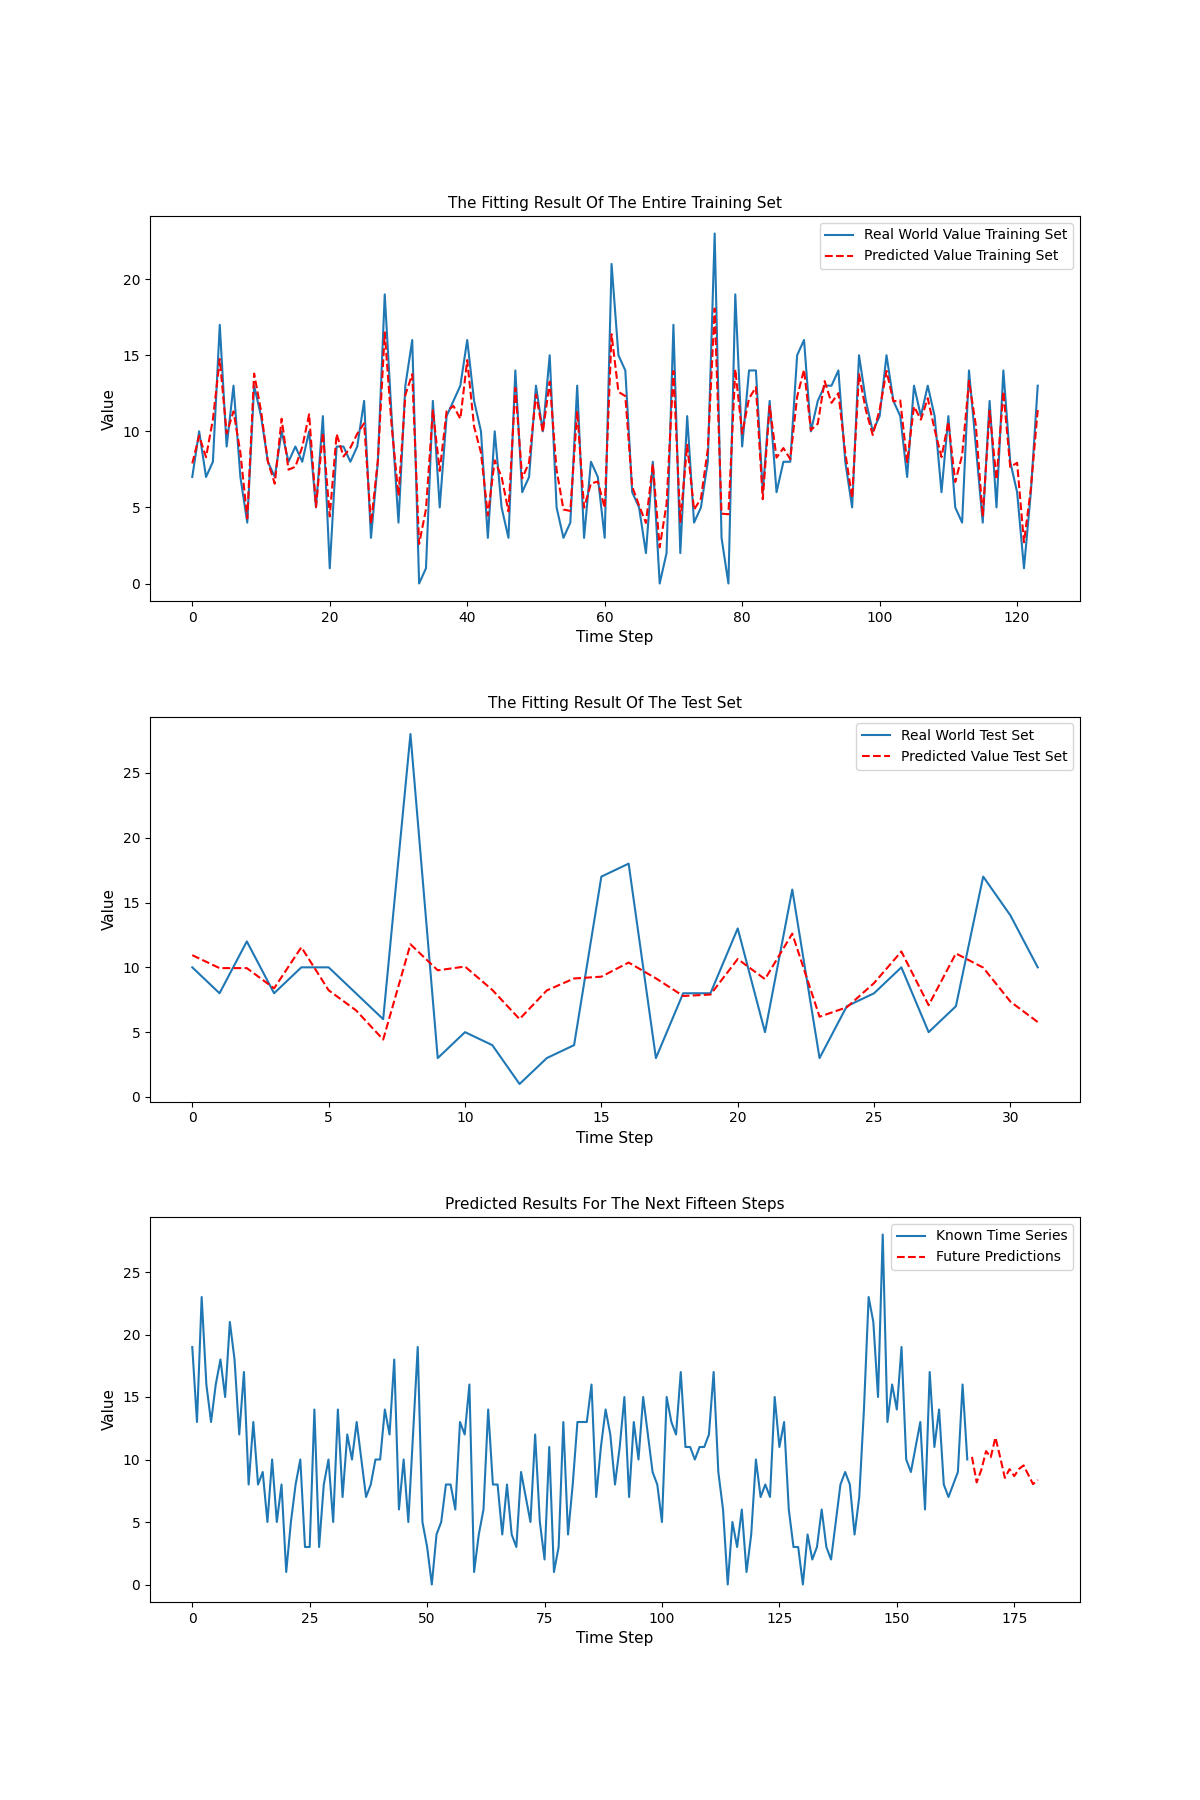 The Fitting Result Of The Entire Training Set
Real World Value Training Set
Predicted Value Training Set
Value
20
15
10
5
0
0 20 40 60 80 100 120
Time Step
The Fitting Result Of The Test Set
Real World Test Set
Predicted Value Test Set
Value
25
20
15
10
5
0
0 5 10 15 20 25 30
Time Step
Predicted Results For The Next Fifteen Steps
Known Time Series
Future Predictions
Value
25
20
15
10
5
0
0 25 50 75 100 125 150 175
Time Step